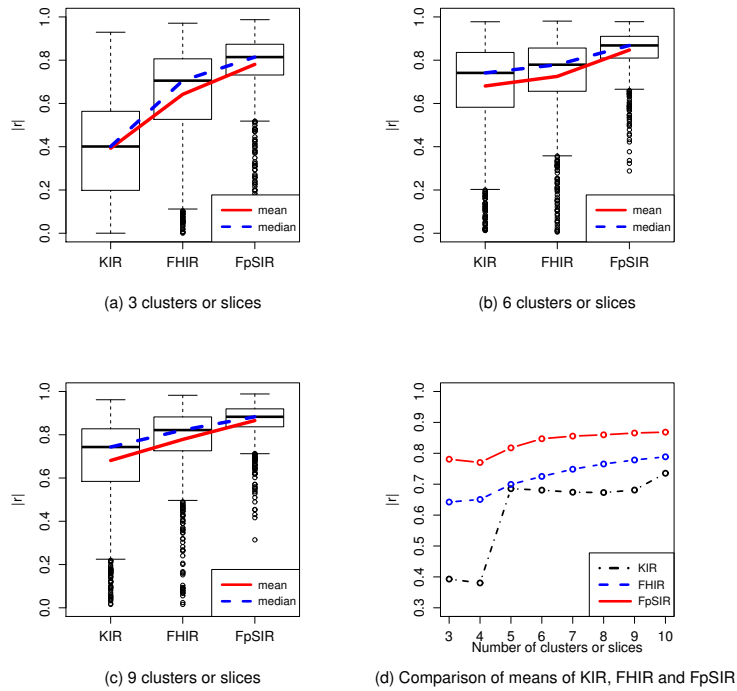 1.0
0.8
0.6
0.4
0.2
0.0
|r|
KIR FHIR FpSIR
mean
median
(a) 3 clusters or slices
1.0
0.8
0.6
0.4
0.2
0.0
|r|
KIR FHIR FpSIR
mean
median
(b) 6 clusters or slices
1.0
0.8
0.6
0.4
0.2
0.0
|r|
KIR FHIR FpSIR
mean
median
(c) 9 clusters or slices
1.0
0.9
0.8
0.7
0.6
0.5
0.4
0.3
|r|
KIR
FHIR
FpSIR
3 4 5 6 7 8 9 10
Number of clusters or slices
(d) Comparison of means of KIR, FHIR and FpSIR